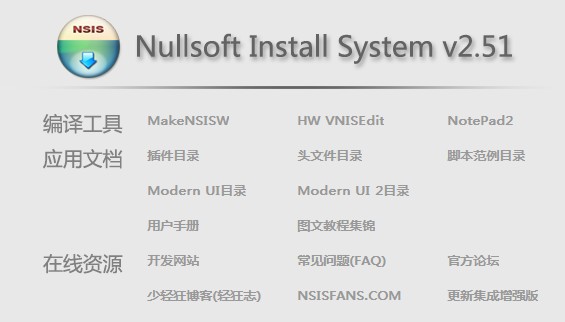 NSIS
Nullsoft Install System v2.51
编译工具 MakeNSISW HW VNISEdit NotePad2
应用文档 插件目录 头文件目录 脚本范例目录
Modern UI目录 Modern UI 2目录
用户手册 图文教程集锦
在线资源 开发网站 常见问题(FAQ) 官方论坛
少轻狂博客(轻狂志) NSISFANS.COM 更新集成增强版